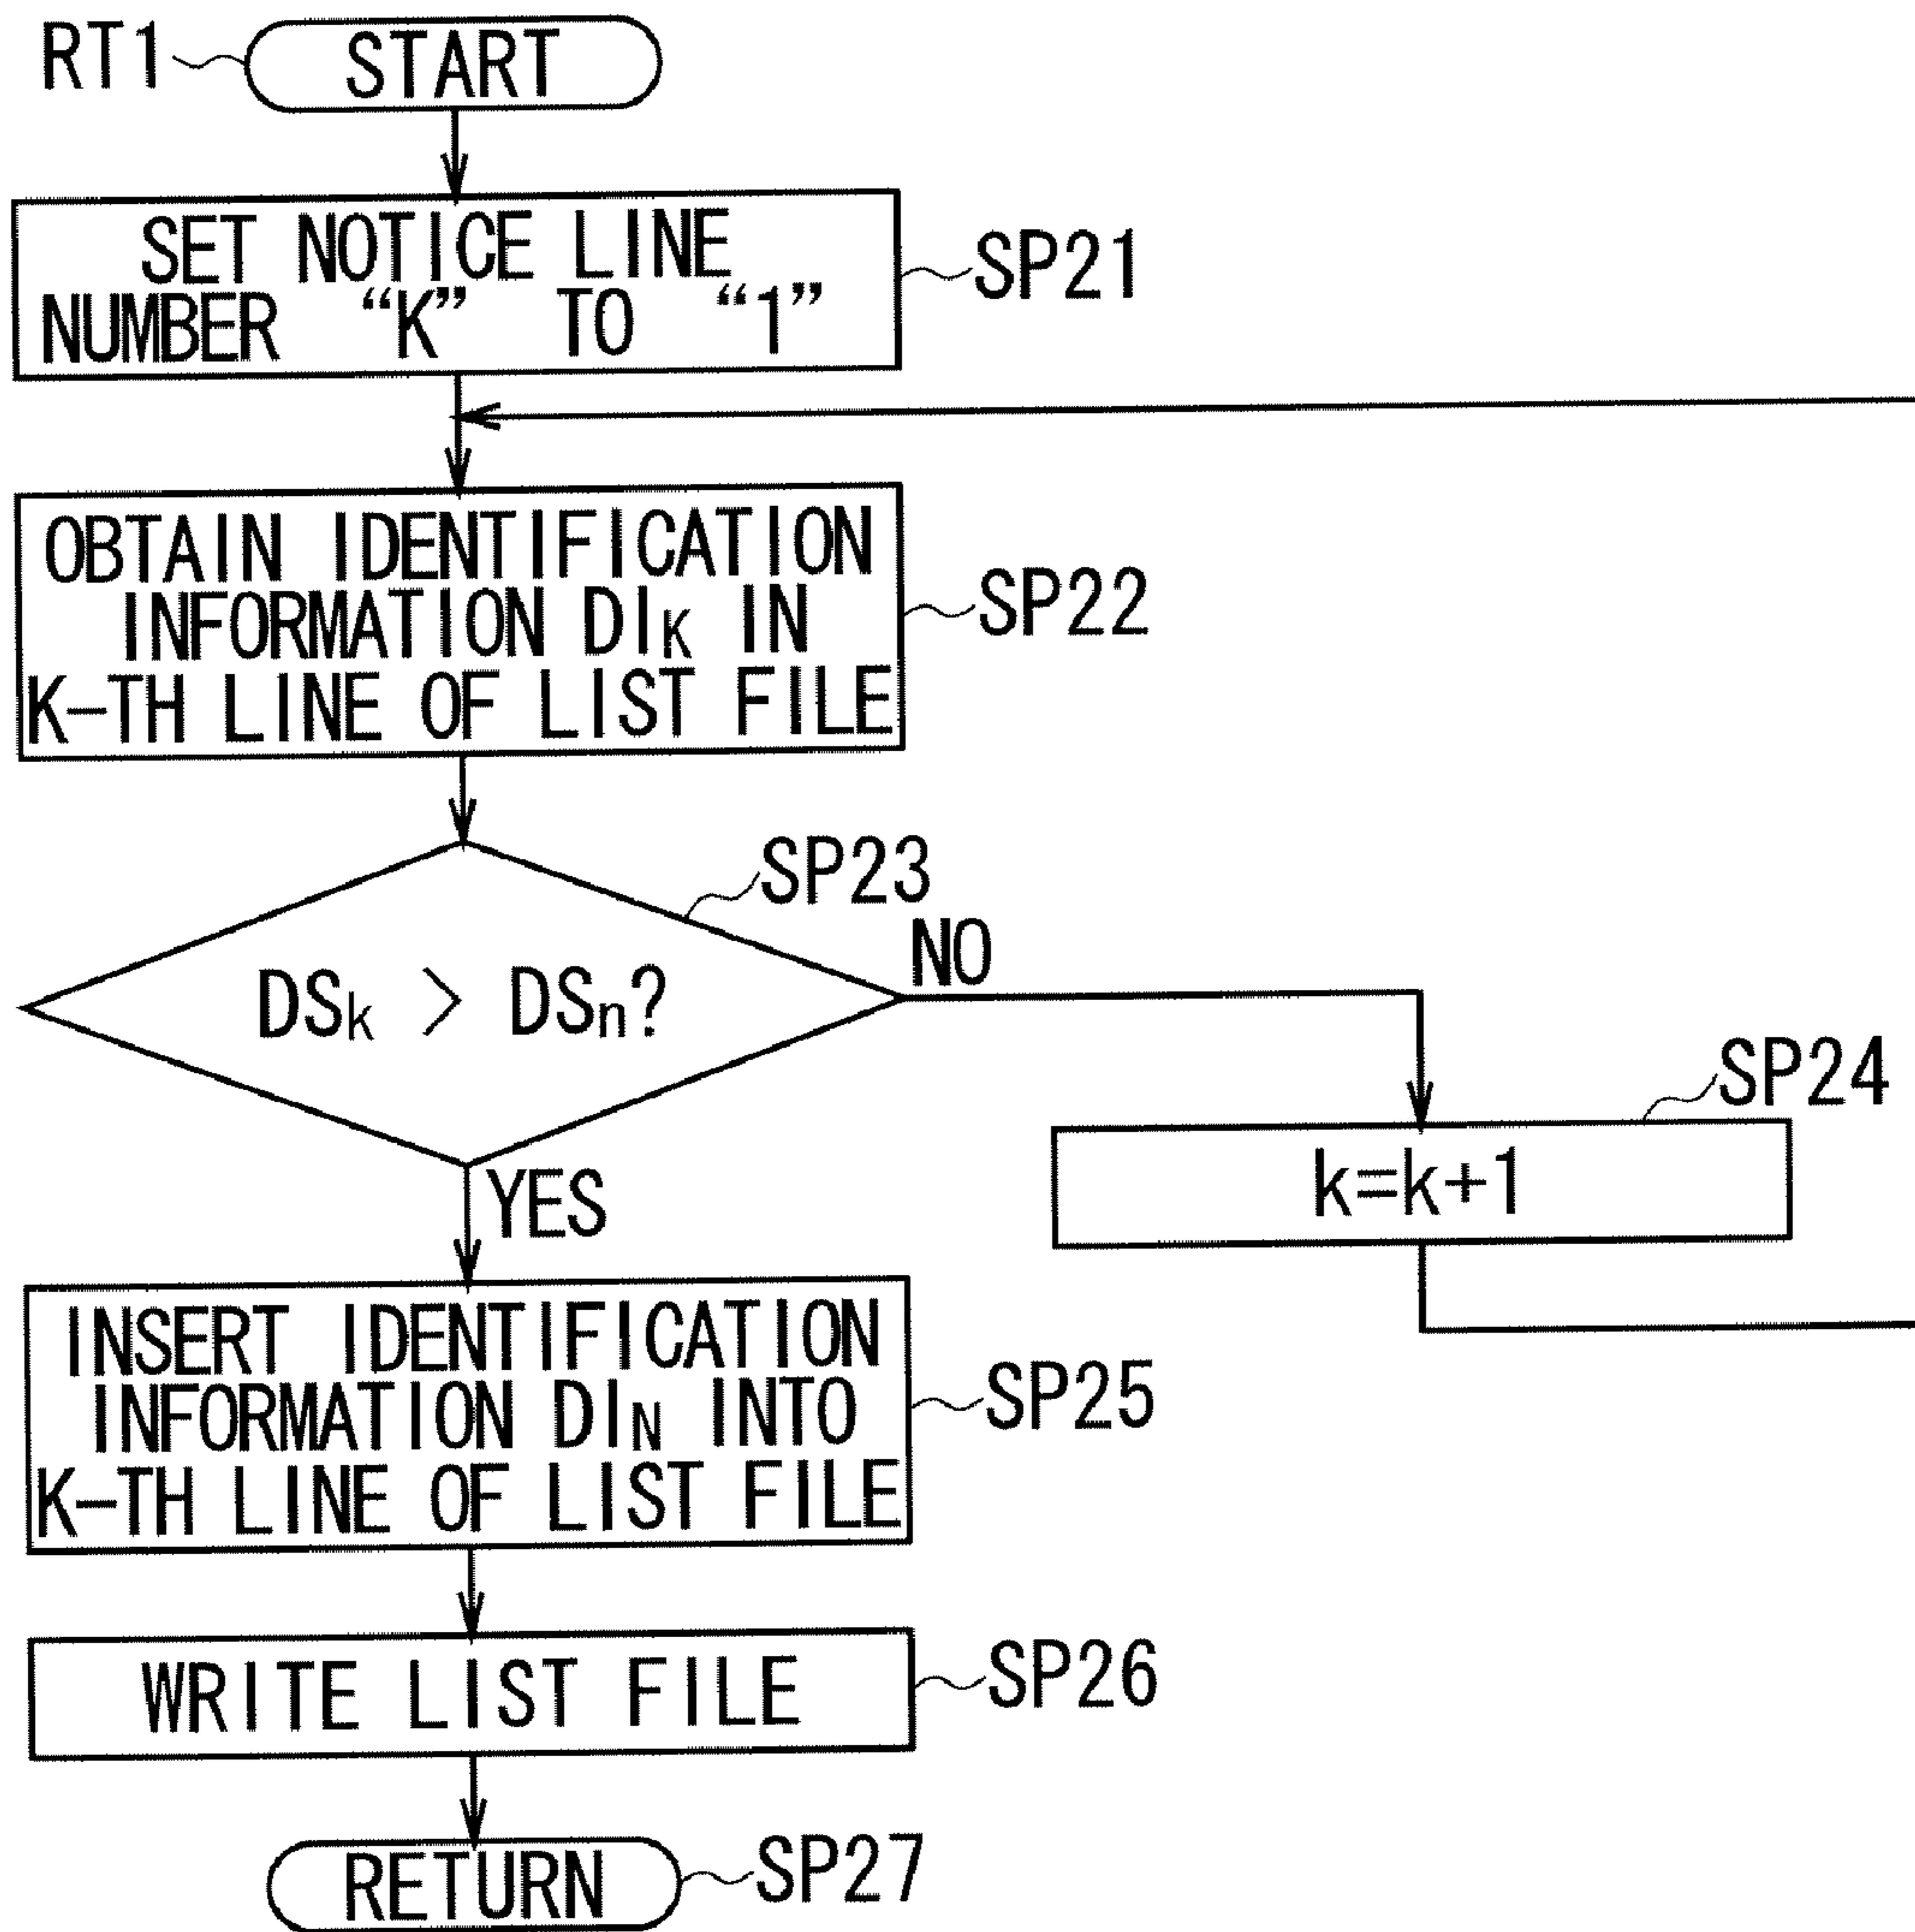 RT1
START
SET NOTICE LINE
NUMBER “K” TO “1”
SP21
OBTAIN IDENTIFICATION
INFORMATION DIK IN
K-TH LINE OF LIST FILE
SP22
SP23
DSk > DSn?
NO
SP24
k=k+1
YES
INSERT IDENTIFICATION
INFORMATION DIN INTO
K-TH LINE OF LIST FILE
SP25
WRITE LIST FILE
SP26
RETURN
SP27